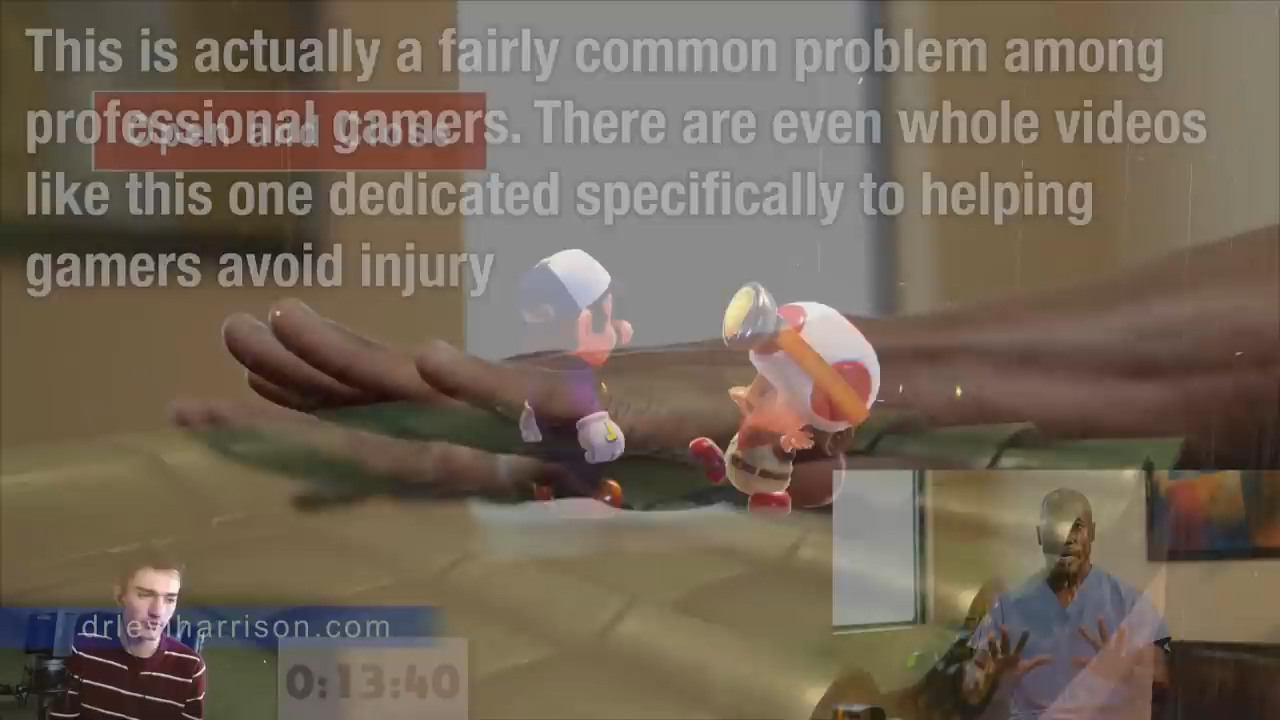 This is actually a fairly common problem among
professional gamers. There are even whole videos
Open and Close
like this one dedicated specifically to helping
gamers avoid injury
drleviharrison.com
0:13:40